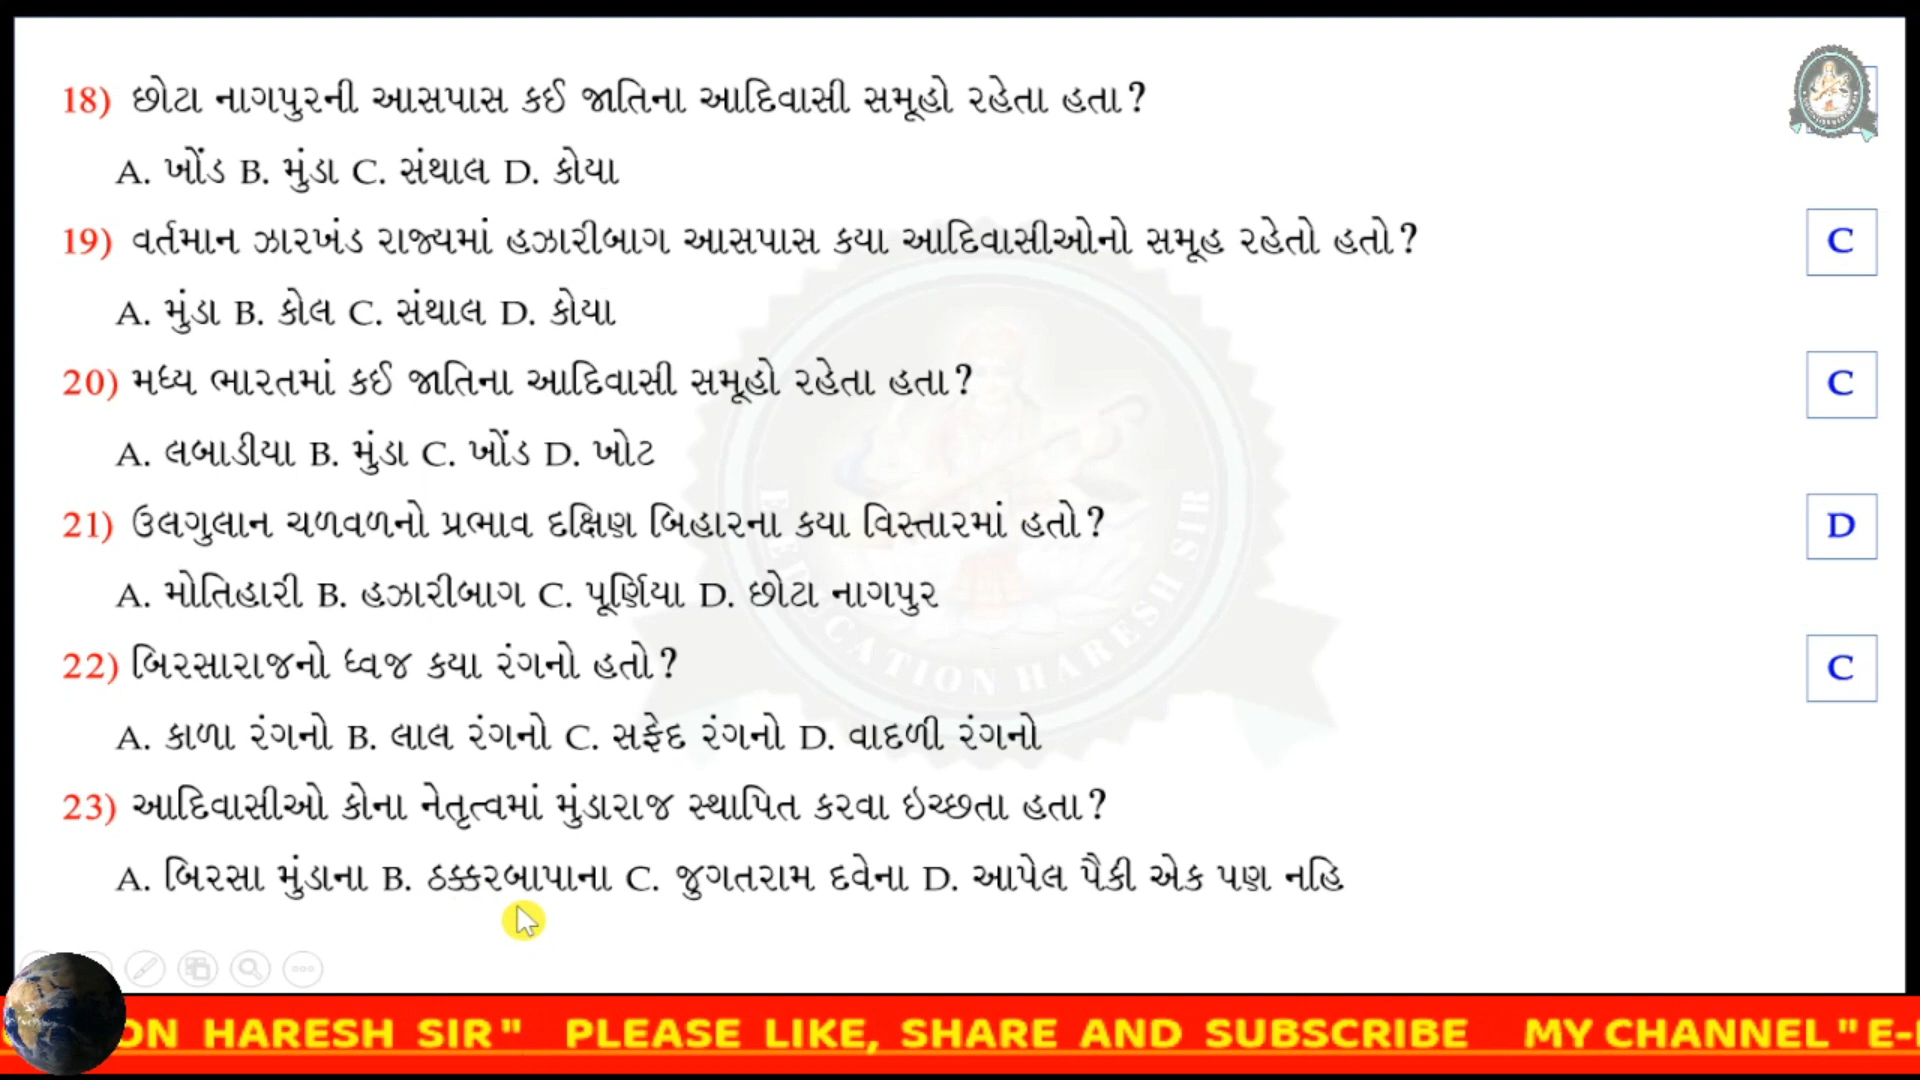 18) છોટા નાગપુરની આસપાસ કઈ જાતિના આદિવાસી સમૂહો રહેતા હતા?
A. ખોંડ B. મુંડા C. સંથાલ D. કોયા
19) વર્તમાન ઝારખંડ રાજ્યમાં હઝારીબાગ આસપાસ કયા આદિવાસીઓનો સમૂહ રહેતો હતો? C
A. મુંડા B. કોલ C. સંથાલ D. કોયા
20) મધ્ય ભારતમાં કઈ જાતિના આદિવાસી સમૂહો રહેતા હતા? C
A. લબાડીયા B. મુંડા C. ખોંડ D. ખોટ
21) ઉલગુલાન ચળવળનો પ્રભાવ દક્ષિણ બિહારના કયા વિસ્તારમાં હતો? D
A. મોતિહારી B. હઝારીબાગ C. પૂર્ણિયા D. છોટા નાગપુર
22) બિરસારાજનો ધ્વજ કયા રંગનો હતો? C
A. કાળા રંગનો B. લાલ રંગનો C. સફેદ રંગનો D. વાદળી રંગનો
23) આદિવાસીઓ કોના નેતૃત્વમાં મુંડારાજ સ્થાપિત કરવા ઇચ્છતા હતા?
A. બિરસા મુંડાના B. ઠક્કરબાપાના C. જુગતરામ દવેના D. આપેલ પૈકી એક પણ નહિ
E EDUCATION HARESH SIR
ON HARESH SIR" PLEASE LIKE, SHARE AND SUBSCRIBE MY CHANNEL "E-